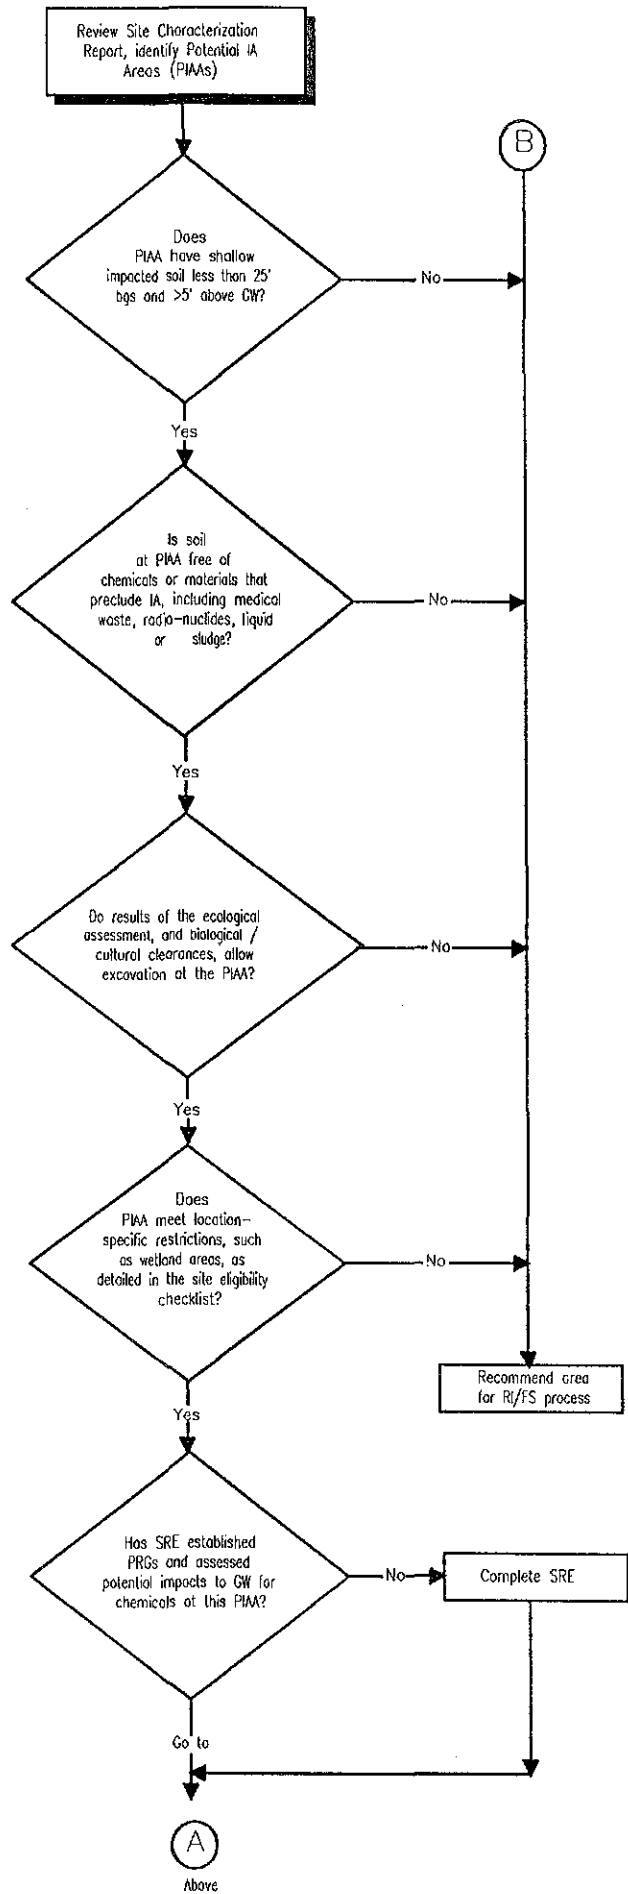 Review Site Characterization
Report, identify Potential IA
Areas (PIAAs)
B
Does
PIAA have shallow
impacted soil less than 25'
bgs and >5' above GW?
No
Yes
Is soil
at PIAA free of
chemicals or materials that
preclude IA, including medical
waste, radio-nuclides, liquid
or sludge?
No
Yes
Do results of the ecological
assessment, and biological /
cultural clearances, allow
excavation at the PIAA?
No
Yes
Does
PIAA meet location-
specific restrictions, such
as wetland areas, as
detailed in the site eligibility
checklist?
No
Recommend area
for RI/FS process
Yes
Has SRE established
PRGs and assessed
potential impacts to GW for
chemicals at this PIAA?
No
Complete SRE
Go to
A
Above